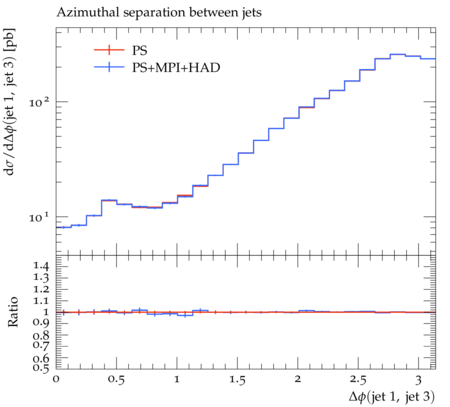 Azimuthal separation between jets
dσ/dΔϕ(jet 1, jet 3) [pb]
PS
PS+MPI+HAD
10²
10¹
Ratio
1.4
1.3
1.2
1.1
1
0.9
0.8
0.7
0.6
0.5
0 0.5 1 1.5 2 2.5 3
Δϕ(jet 1, jet 3)